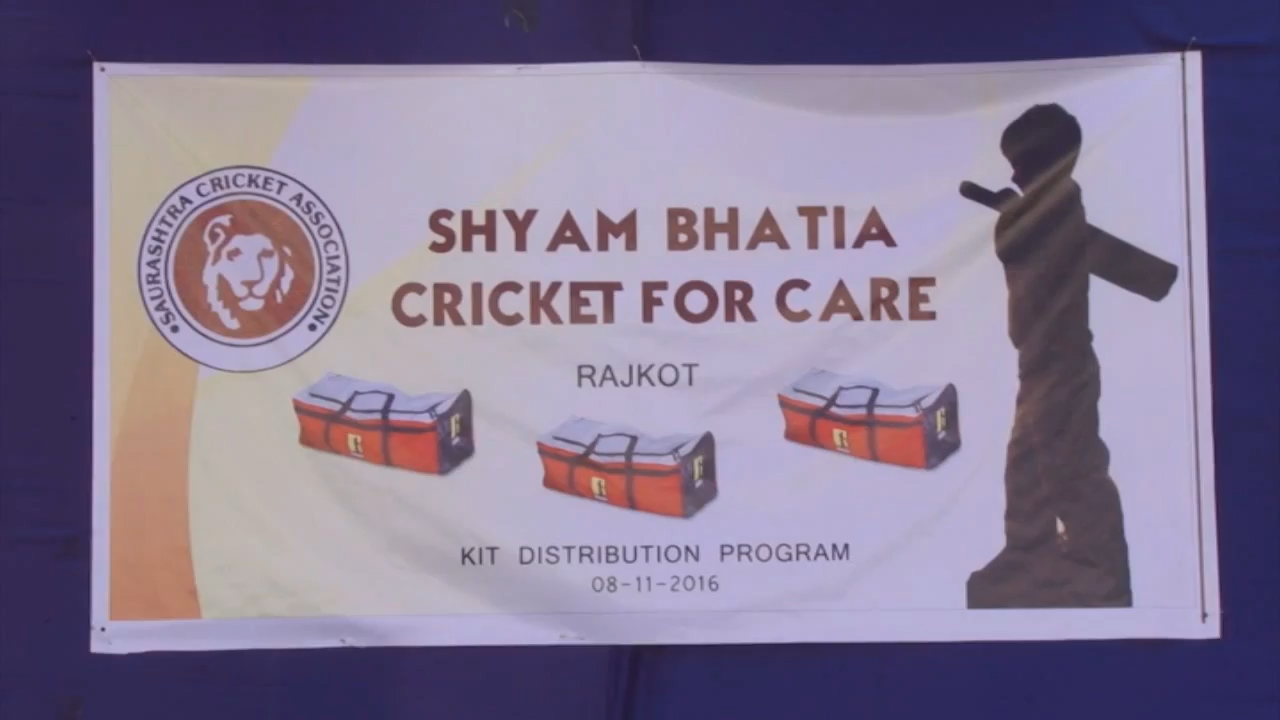 SAURASHTRA CRICKET ASSOCIATION
SHYAM BHATIA
CRICKET FOR CARE
RAJKOT
KIT DISTRIBUTION PROGRAM
08-11-2016